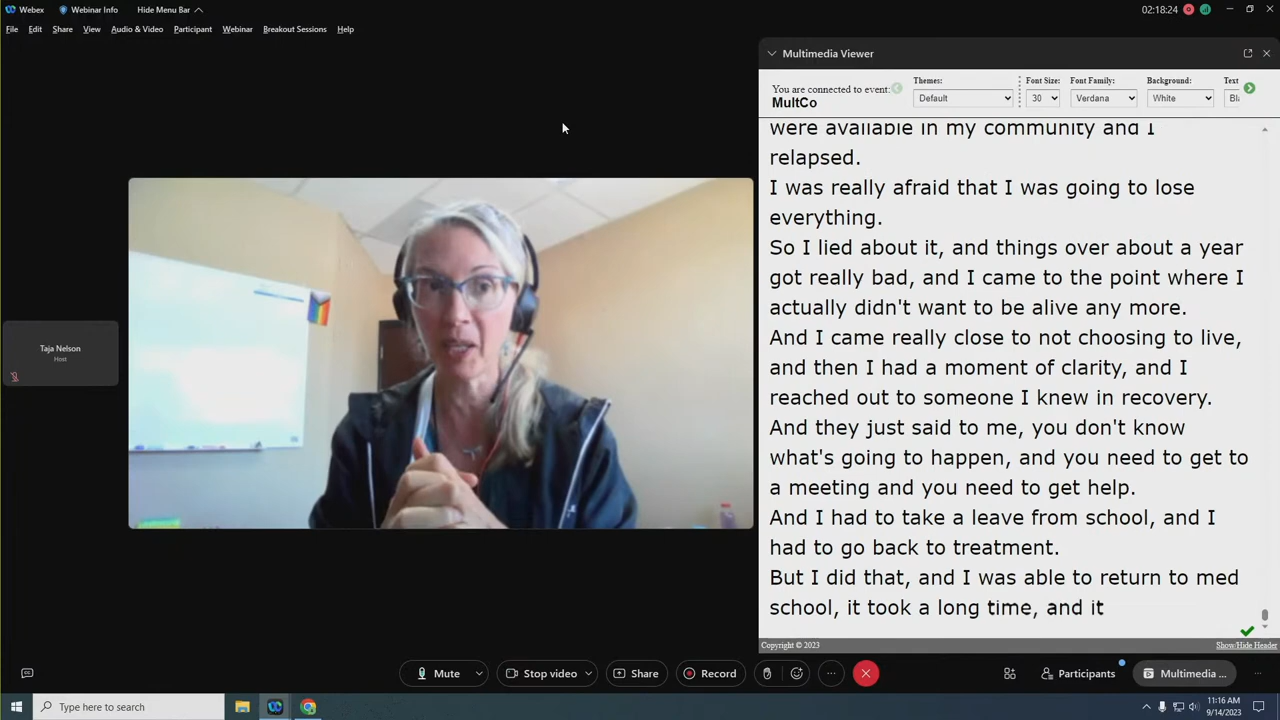 Webex
Webinar Info
Hide Menu Bar
02:18:24
File Edit Share View Audio & Video Participant Webinar Breakout Sessions Help
Multimedia Viewer
You are connected to event:
MultCo
Themes:
Default
Font Size:
30
Font Family:
Verdana
Background:
White
Text
Bl
were available in my community and I
relapsed.
I was really afraid that I was going to lose
everything.
So I lied about it, and things over about a year
got really bad, and I came to the point where I
actually didn't want to be alive any more.
And I came really close to not choosing to live,
and then I had a moment of clarity, and I
reached out to someone I knew in recovery.
And they just said to me, you don't know
what's going to happen, and you need to get to
a meeting and you need to get help.
And I had to take a leave from school, and I
had to go back to treatment.
But I did that, and I was able to return to med
school, it took a long time, and it
Copyright © 2023
Show/Hide Header
Taja Nelson
Host
Mute
Stop video
Share
Record
Participants
Multimedia ...
Type here to search
11:16 AM
9/14/2023